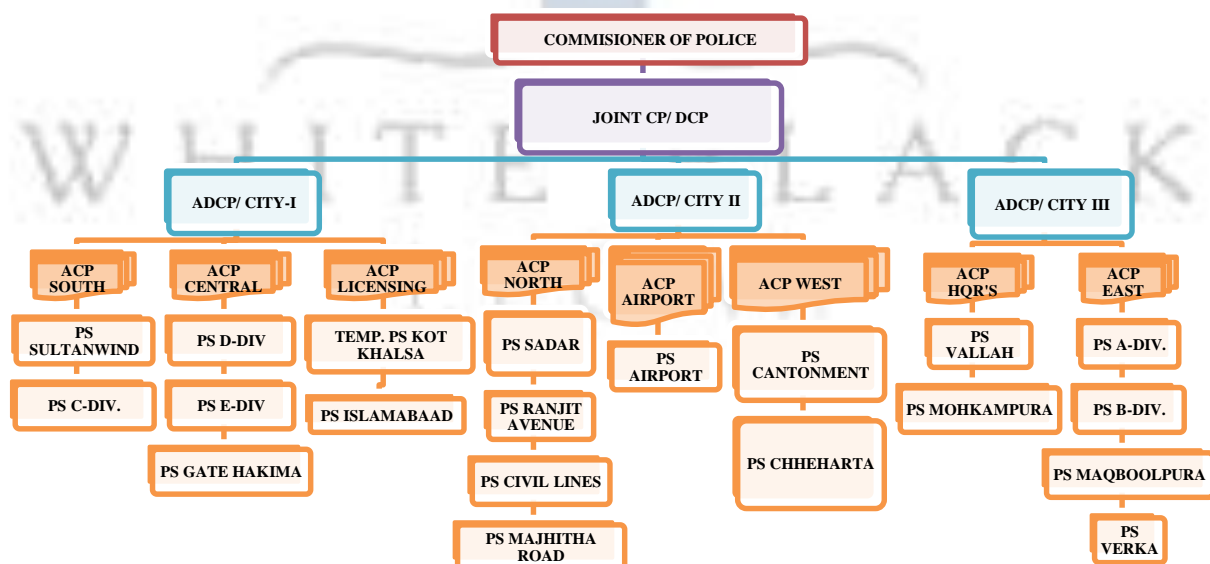 COMMISIONER OF POLICE
JOINT CP/ DCP
WHITE BLACK
ADCP/ CITY-I
ADCP/ CITY II
ADCP/ CITY III
ACP
SOUTH
PS
SULTANWIND
PS C-DIV.
ACP
CENTRAL
PS D-DIV
PS E-DIV
PS GATE HAKIMA
ACP
LICENSING
TEMP. PS KOT
KHALSA
PS ISLAMABAAD
ACP
NORTH
PS SADAR
PS RANJIT
AVENUE
PS CIVIL LINES
PS MAJHITHA
ROAD
ACP
AIRPORT
PS
AIRPORT
ACP WEST
PS
CANTONMENT
PS CHHEHARTA
ACP
HQR'S
PS
VALLAH
PS MOHKAMPURA
ACP
EAST
PS A-DIV.
PS B-DIV.
PS MAQBOOLPURA
PS
VERKA